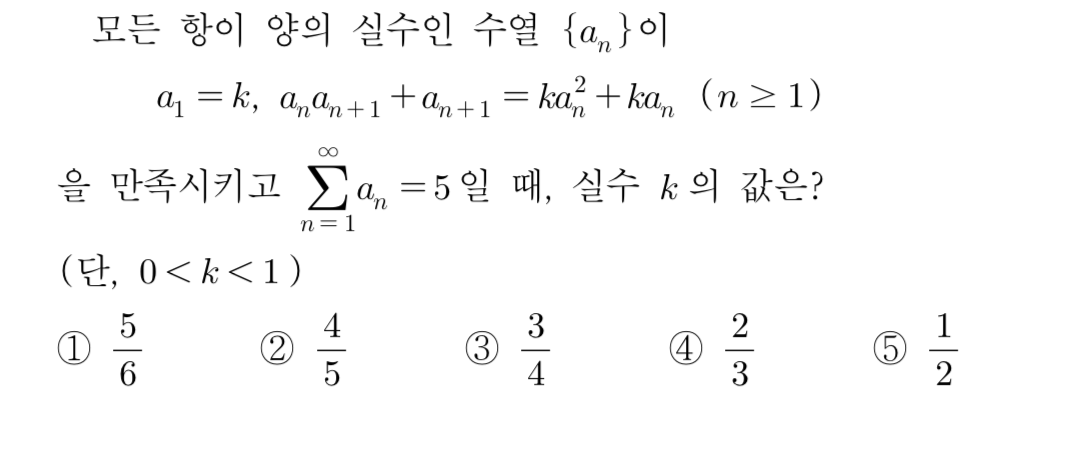 모든 항이 양의 실수인 수열 {aₙ}이
a₁ = k, aₙaₙ₊₁ + aₙ₊₁ = kaₙ² + kaₙ (n ≥ 1)
을 만족시키고 ∑_{n=1}^{∞} aₙ = 5일 때, 실수 k의 값은?
(단, 0 < k < 1)
① 5/6 ② 4/5 ③ 3/4 ④ 2/3 ⑤ 1/2